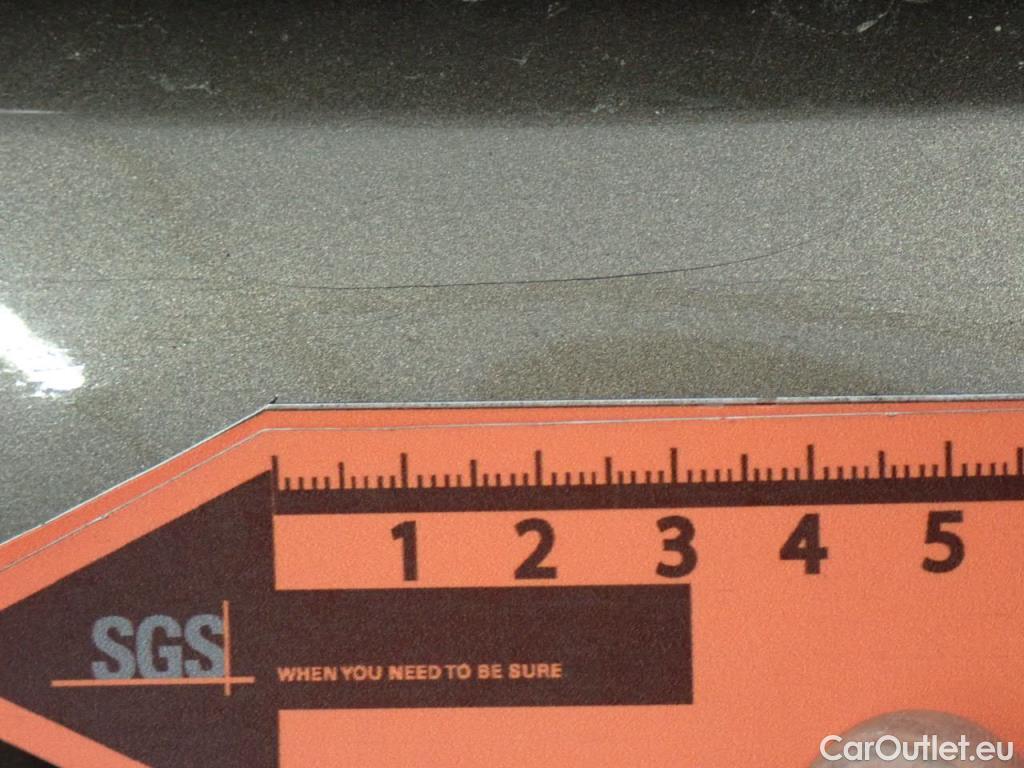 1 2 3 4 5
SGS
WHEN YOU NEED TO BE SURE
CarOutlet.eu